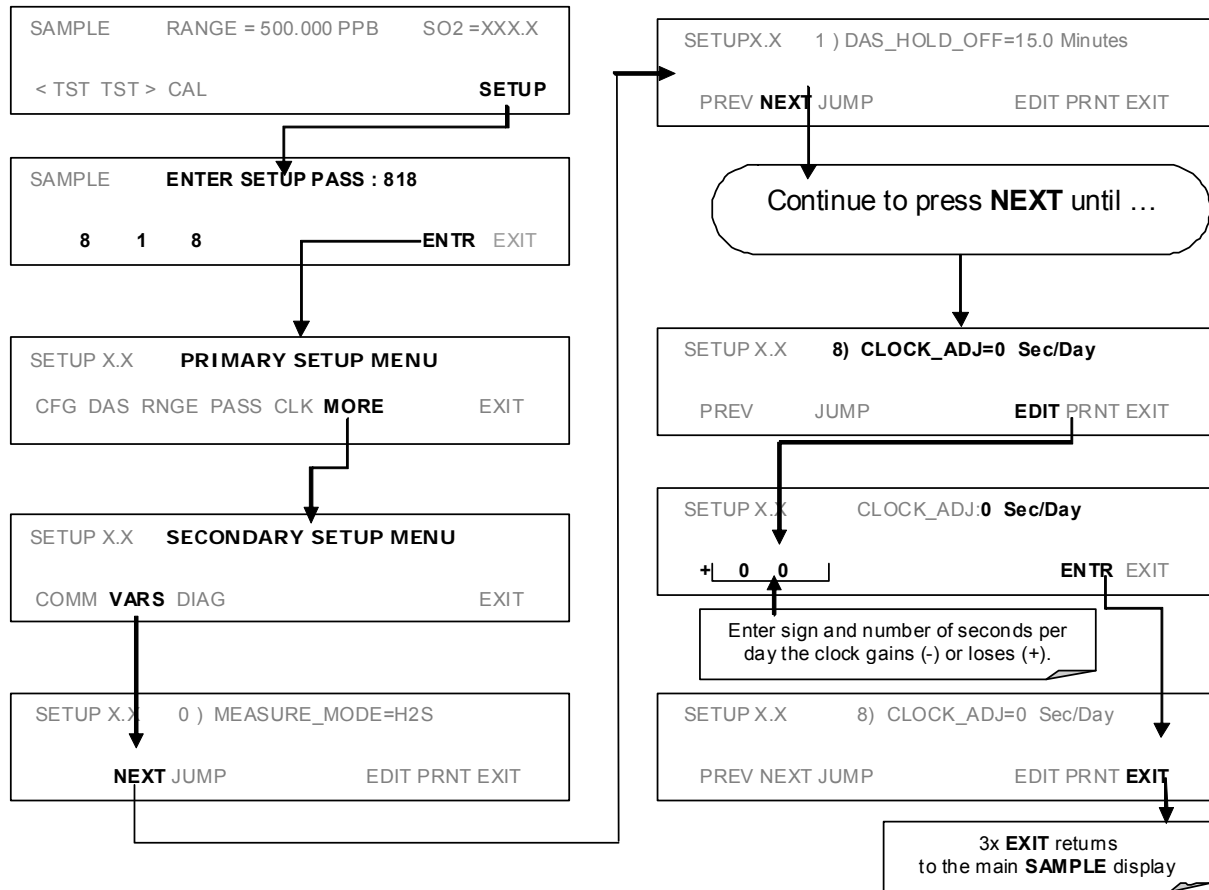 SAMPLE RANGE = 500.000 PPB SO2 =XXX.X
< TST TST > CAL SETUP
SAMPLE ENTER SETUP PASS : 818
8 1 8 ENTR EXIT
SETUP X.X PRIMARY SETUP MENU
CFG DAS RNGE PASS CLK MORE EXIT
SETUP X.X SECONDARY SETUP MENU
COMM VARS DIAG EXIT
SETUP X.X 0 ) MEASURE_MODE=H2S
NEXT JUMP EDIT PRNT EXIT
SETUPX.X 1 ) DAS_HOLD_OFF=15.0 Minutes
PREV NEXT JUMP EDIT PRNT EXIT
Continue to press NEXT until …
SETUP X.X 8) CLOCK_ADJ=0 Sec/Day
PREV JUMP EDIT PRNT EXIT
SETUP X.X CLOCK_ADJ:0 Sec/Day
+ 0 0 ENTR EXIT
Enter sign and number of seconds per
day the clock gains (-) or loses (+).
SETUP X.X 8) CLOCK_ADJ=0 Sec/Day
PREV NEXT JUMP EDIT PRNT EXIT
3x EXIT returns
to the main SAMPLE display